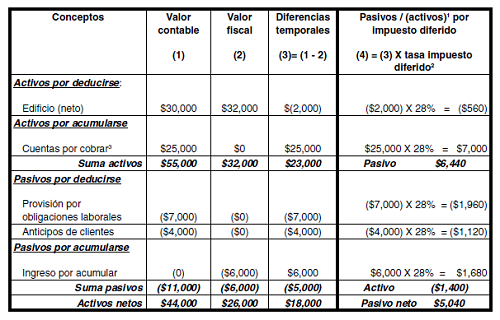 Conceptos Valor contable (1) Valor fiscal (2) Diferencias temporales (3)= (1 - 2) Pasivos / (activos)¹ por impuesto diferido (4) = (3) X tasa impuesto diferido²
Activos por deducirse:
Edificio (neto) $30,000 $32,000 $(2,000) ($2,000) X 28% = ($560)
Activos por acumularse
Cuentas por cobrar³ $25,000 $0 $25,000 $25,000 X 28% = $7,000
Suma activos $55,000 $32,000 $23,000 Pasivo $6,440
Pasivos por deducirse
Provisión por obligaciones laborales ($7,000) ($0) ($7,000) ($7,000) X 28% = ($1,960)
Anticipos de clientes ($4,000) ($0) ($4,000) ($4,000) X 28% = ($1,120)
Pasivos por acumularse
Ingreso por acumular (0) ($6,000) $6,000 $6,000 X 28% = $1,680
Suma pasivos ($11,000) ($6,000) ($5,000) Activo ($1,400)
Activos netos $44,000 $26,000 $18,000 Pasivo neto $5,040